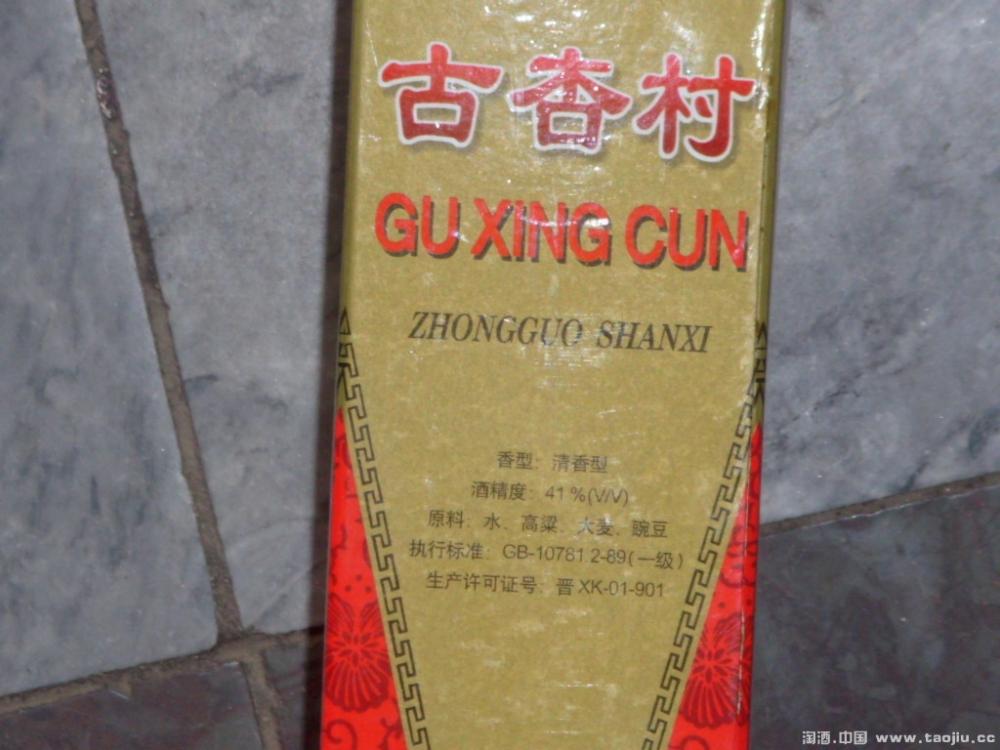 古杏村
GU XING CUN
ZHONGGUO SHANXI
香型：清香型
酒精度：41%(V/V)
原料：水、高粱、大麦、豌豆
执行标准：GB-10781.2-89(一级)
生产许可证号：晋 XK-01-901
淘酒.中国 www.taojiu.cc